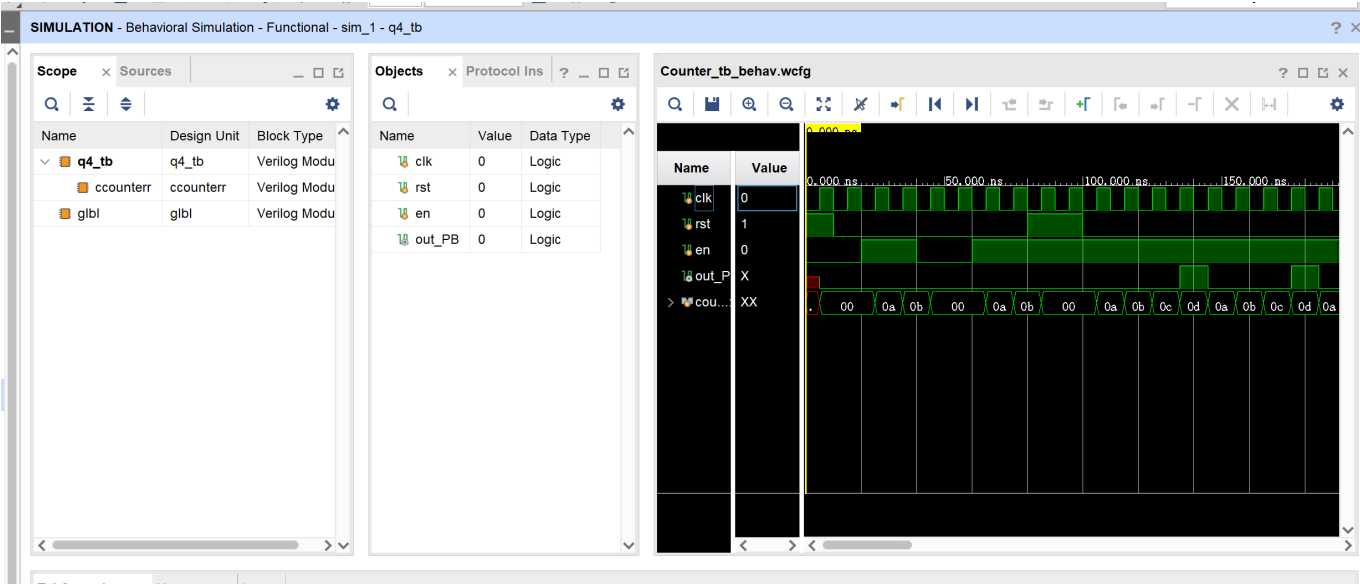 SIMULATION - Behavioral Simulation - Functional - sim_1 - q4_tb
Scope
Sources
Name Design Unit Block Type
q4_tb q4_tb Verilog Modu
ccounterr ccounterr Verilog Modu
glbl glbl Verilog Modu
Objects
Protocol Ins
Name Value Data Type
clk 0 Logic
rst 0 Logic
en 0 Logic
out_PB 0 Logic
Counter_tb_behav.wcfg
Name Value
clk 0
rst 1
en 0
out_P X
cou... XX
0.000 ns
0.000 ns 50.000 ns 100.000 ns 150.000 ns
00 0a 0b 00 0a 0b 00 0a 0b 0c 0d 0a 0b 0c 0d 0a